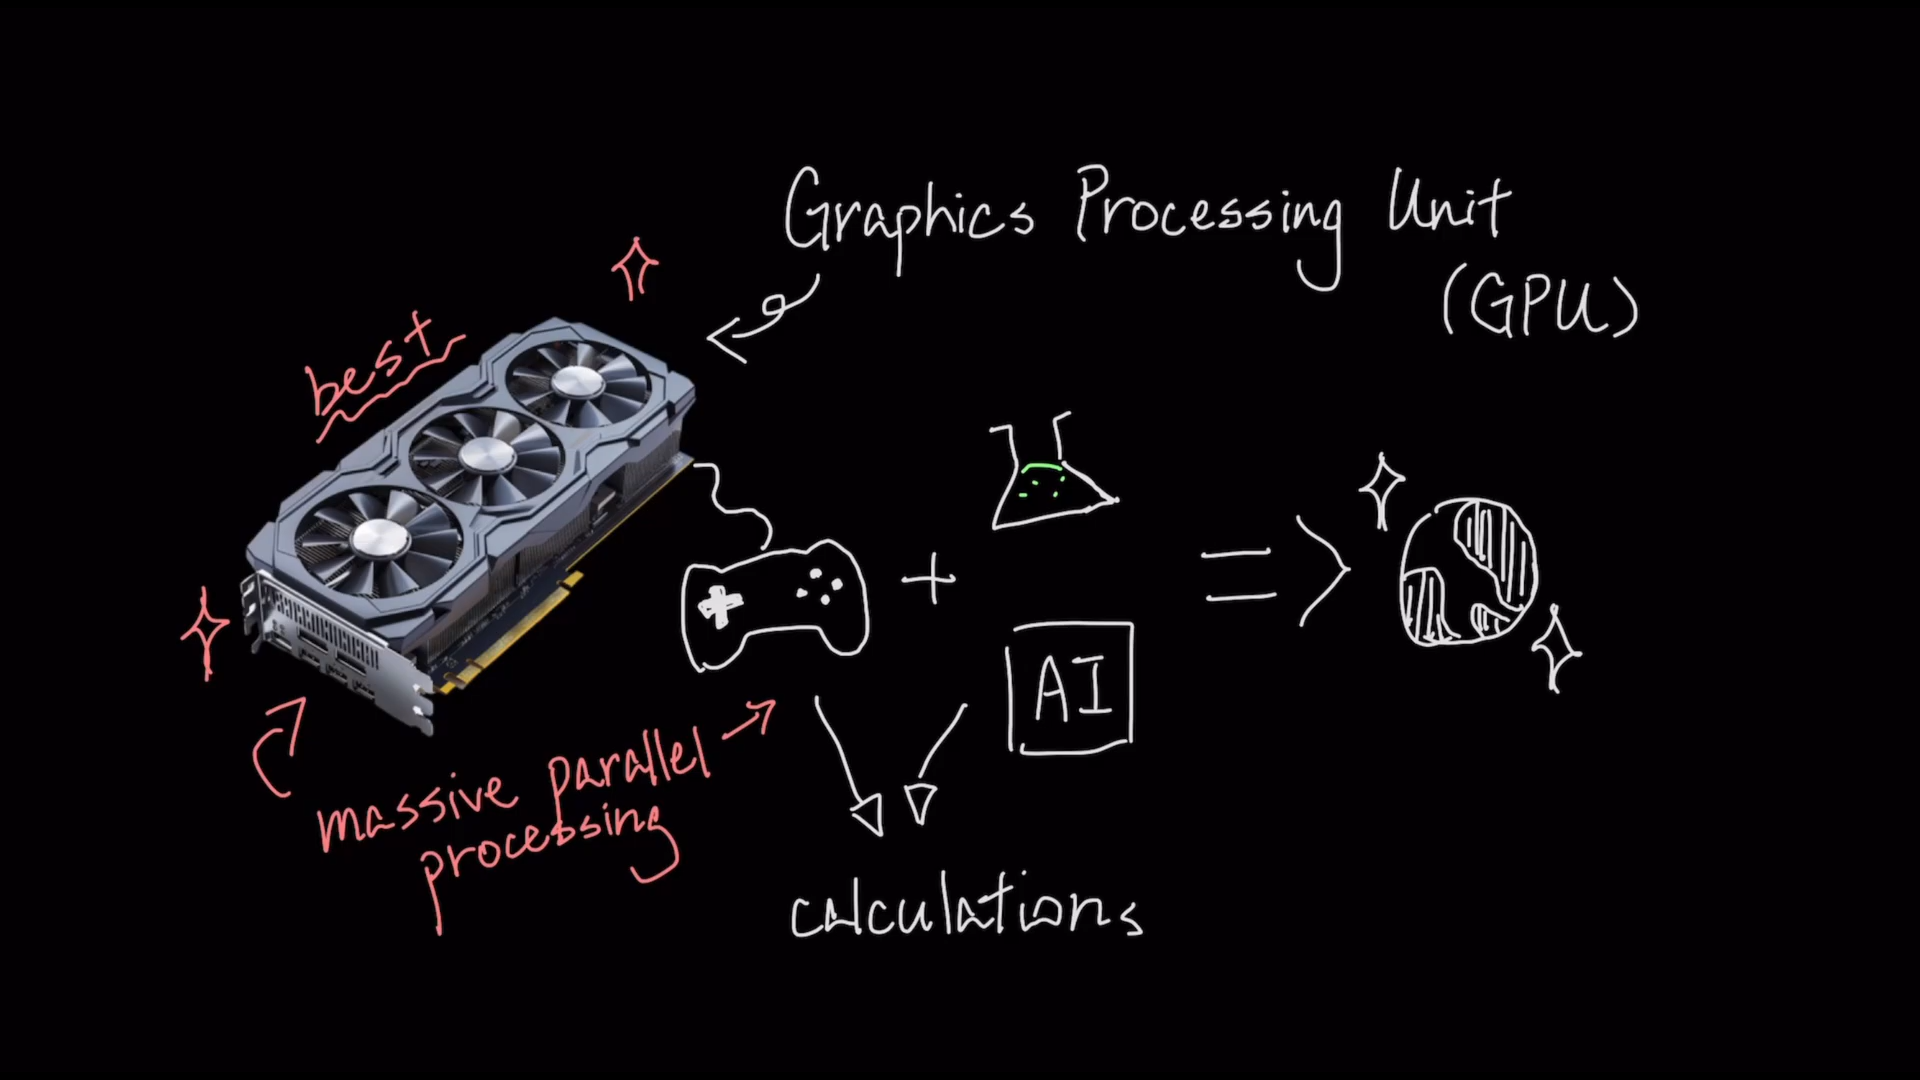 Graphics Processing Unit
(GPU)
best
AI
massive parallel
processing
calculations